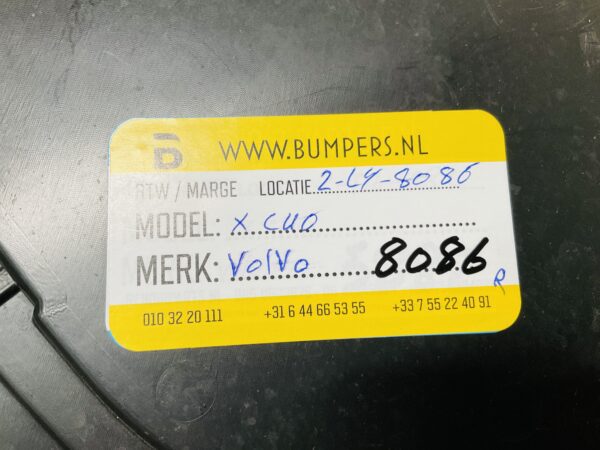 WWW.BUMPERS.NL
BTW / MARGE LOCATIE 2-L4-8086
MODEL: XC40
MERK: Volvo 8086
R
010 32 20 111 +31 6 44 66 53 55 +33 7 55 22 40 91